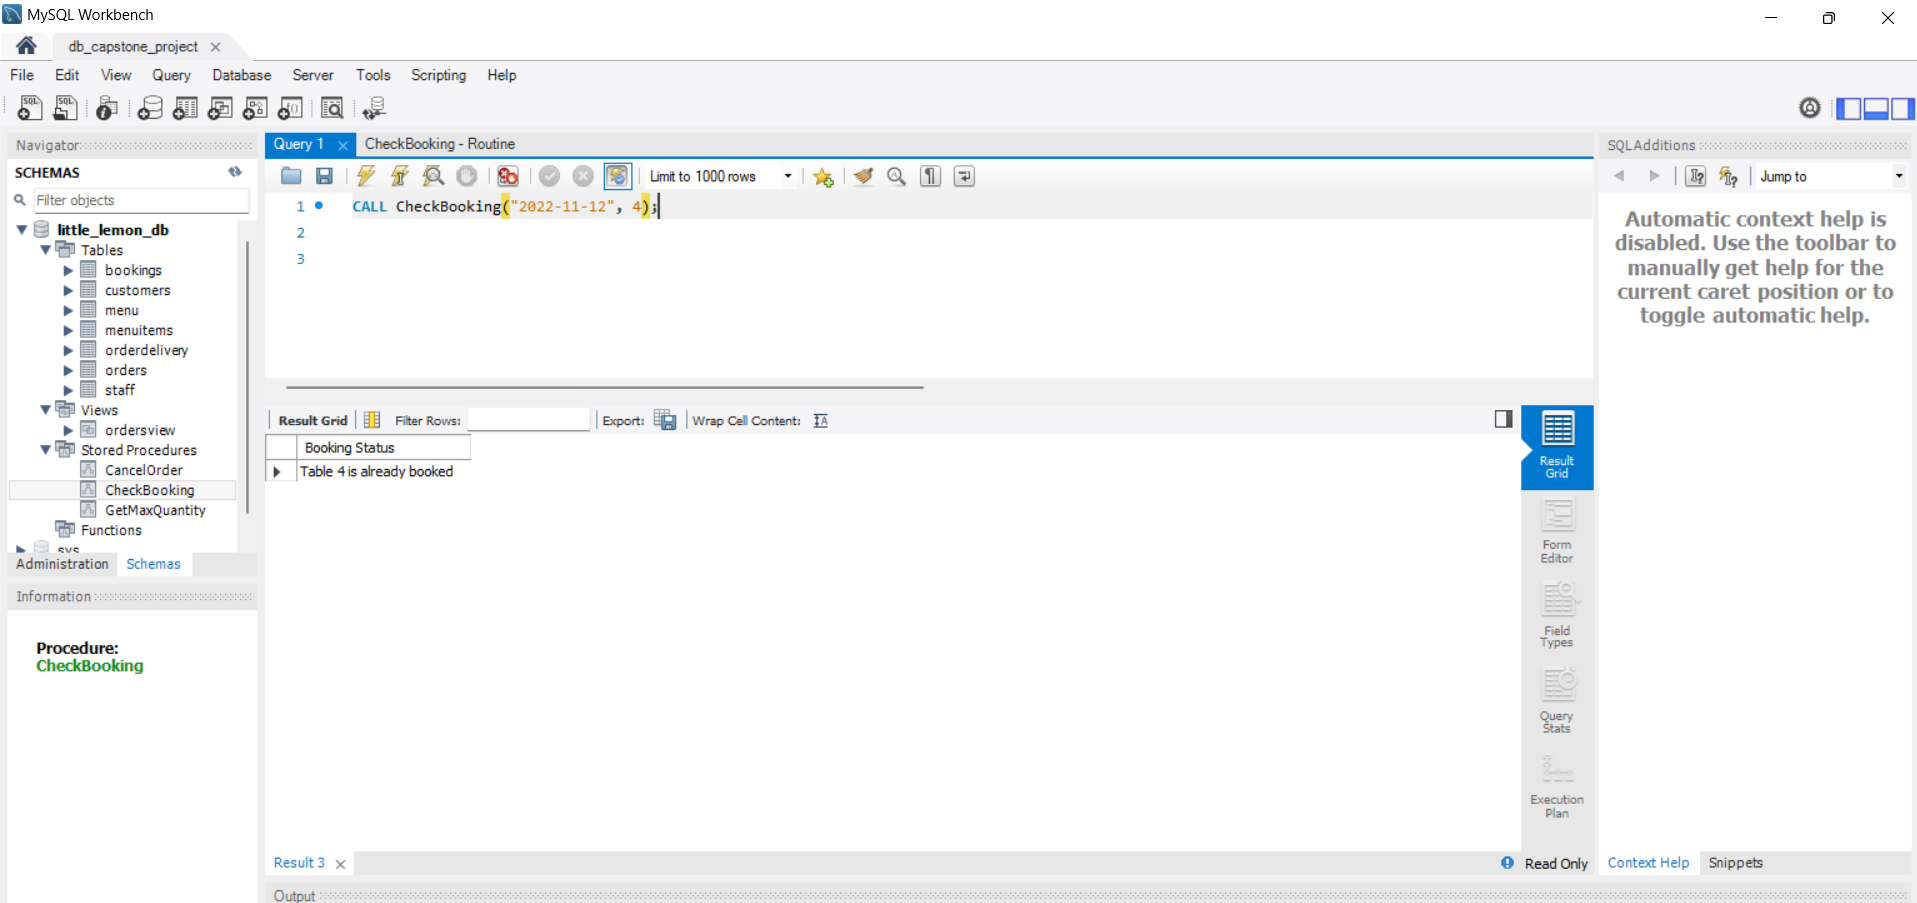 MySQL Workbench
db_capstone_project
File Edit View Query Database Server Tools Scripting Help
Navigator
SCHEMAS
Filter objects
little_lemon_db
Tables
bookings
customers
menu
menuitems
orderdelivery
orders
staff
Views
ordersview
Stored Procedures
CancelOrder
CheckBooking
GetMaxQuantity
Functions
sys
Administration Schemas
Information
Procedure:
CheckBooking
Query 1 CheckBooking - Routine
Limit to 1000 rows
1 CALL CheckBooking("2022-11-12", 4);
2
3
Result Grid Filter Rows: Export: Wrap Cell Content:
Booking Status
Table 4 is already booked
Result
Grid
Form
Editor
Field
Types
Query
Stats
Execution
Plan
Result 3 Read Only
Output
SQLAdditions
Jump to
Automatic context help is
disabled. Use the toolbar to
manually get help for the
current caret position or to
toggle automatic help.
Context Help Snippets